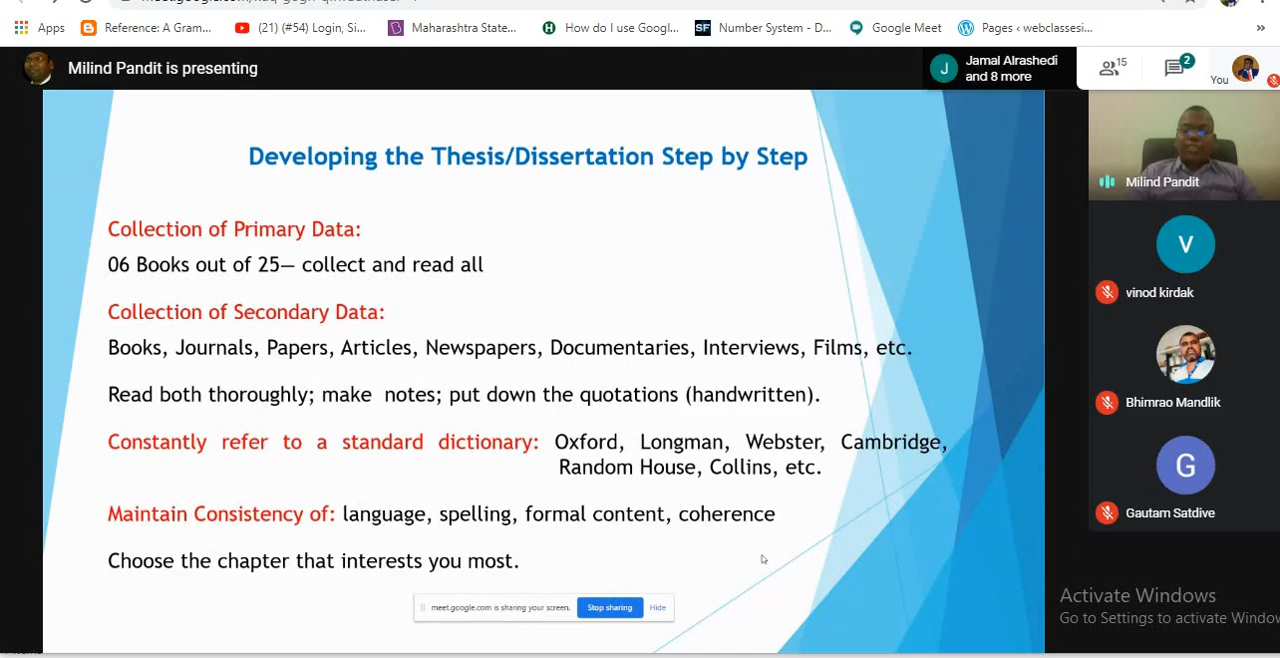 Apps
Reference: A Gram...
(21) (#54) Login, Si...
Maharashtra State...
How do I use Googl...
Number System - D...
Google Meet
Pages ‹ webclassesi...
»
Milind Pandit is presenting
J
Jamal Alrashedi
and 8 more
15
2
You
Developing the Thesis/Dissertation Step by Step
Collection of Primary Data:
06 Books out of 25— collect and read all
Collection of Secondary Data:
Books, Journals, Papers, Articles, Newspapers, Documentaries, Interviews, Films, etc.
Read both thoroughly; make notes; put down the quotations (handwritten).
Constantly refer to a standard dictionary: Oxford, Longman, Webster, Cambridge,
Random House, Collins, etc.
Maintain Consistency of: language, spelling, formal content, coherence
Choose the chapter that interests you most.
meet.google.com is sharing your screen.
Stop sharing
Hide
Milind Pandit
V
vinod kirdak
Bhimrao Mandlik
G
Gautam Satdive
Activate Windows
Go to Settings to activate Window